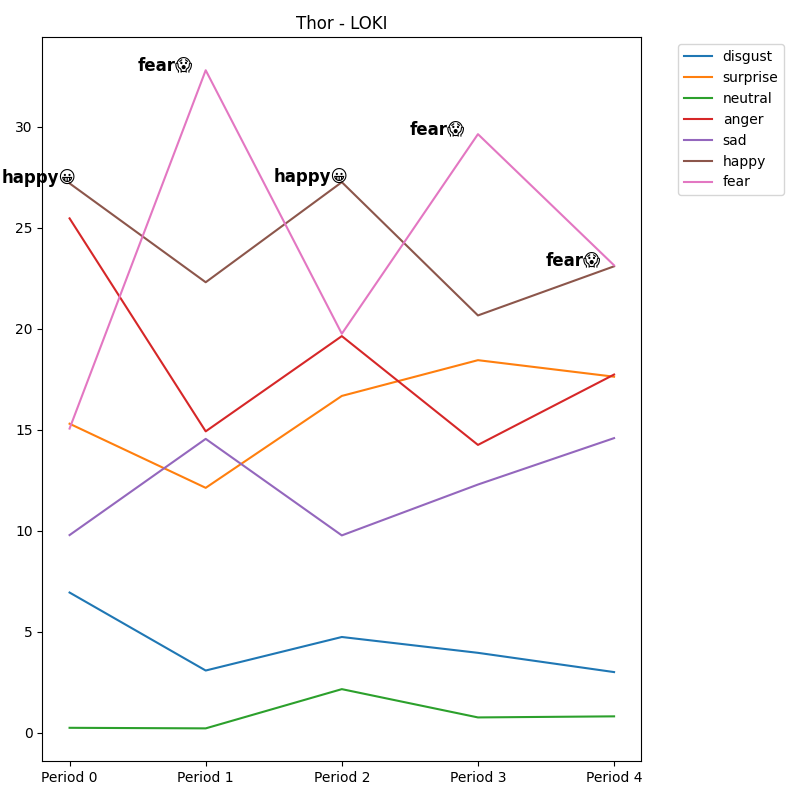 Thor - LOKI
fear😱
fear😱
happy😀
happy😀
fear😱
30
25
20
15
10
5
0
Period 0
Period 1
Period 2
Period 3
Period 4
disgust
surprise
neutral
anger
sad
happy
fear